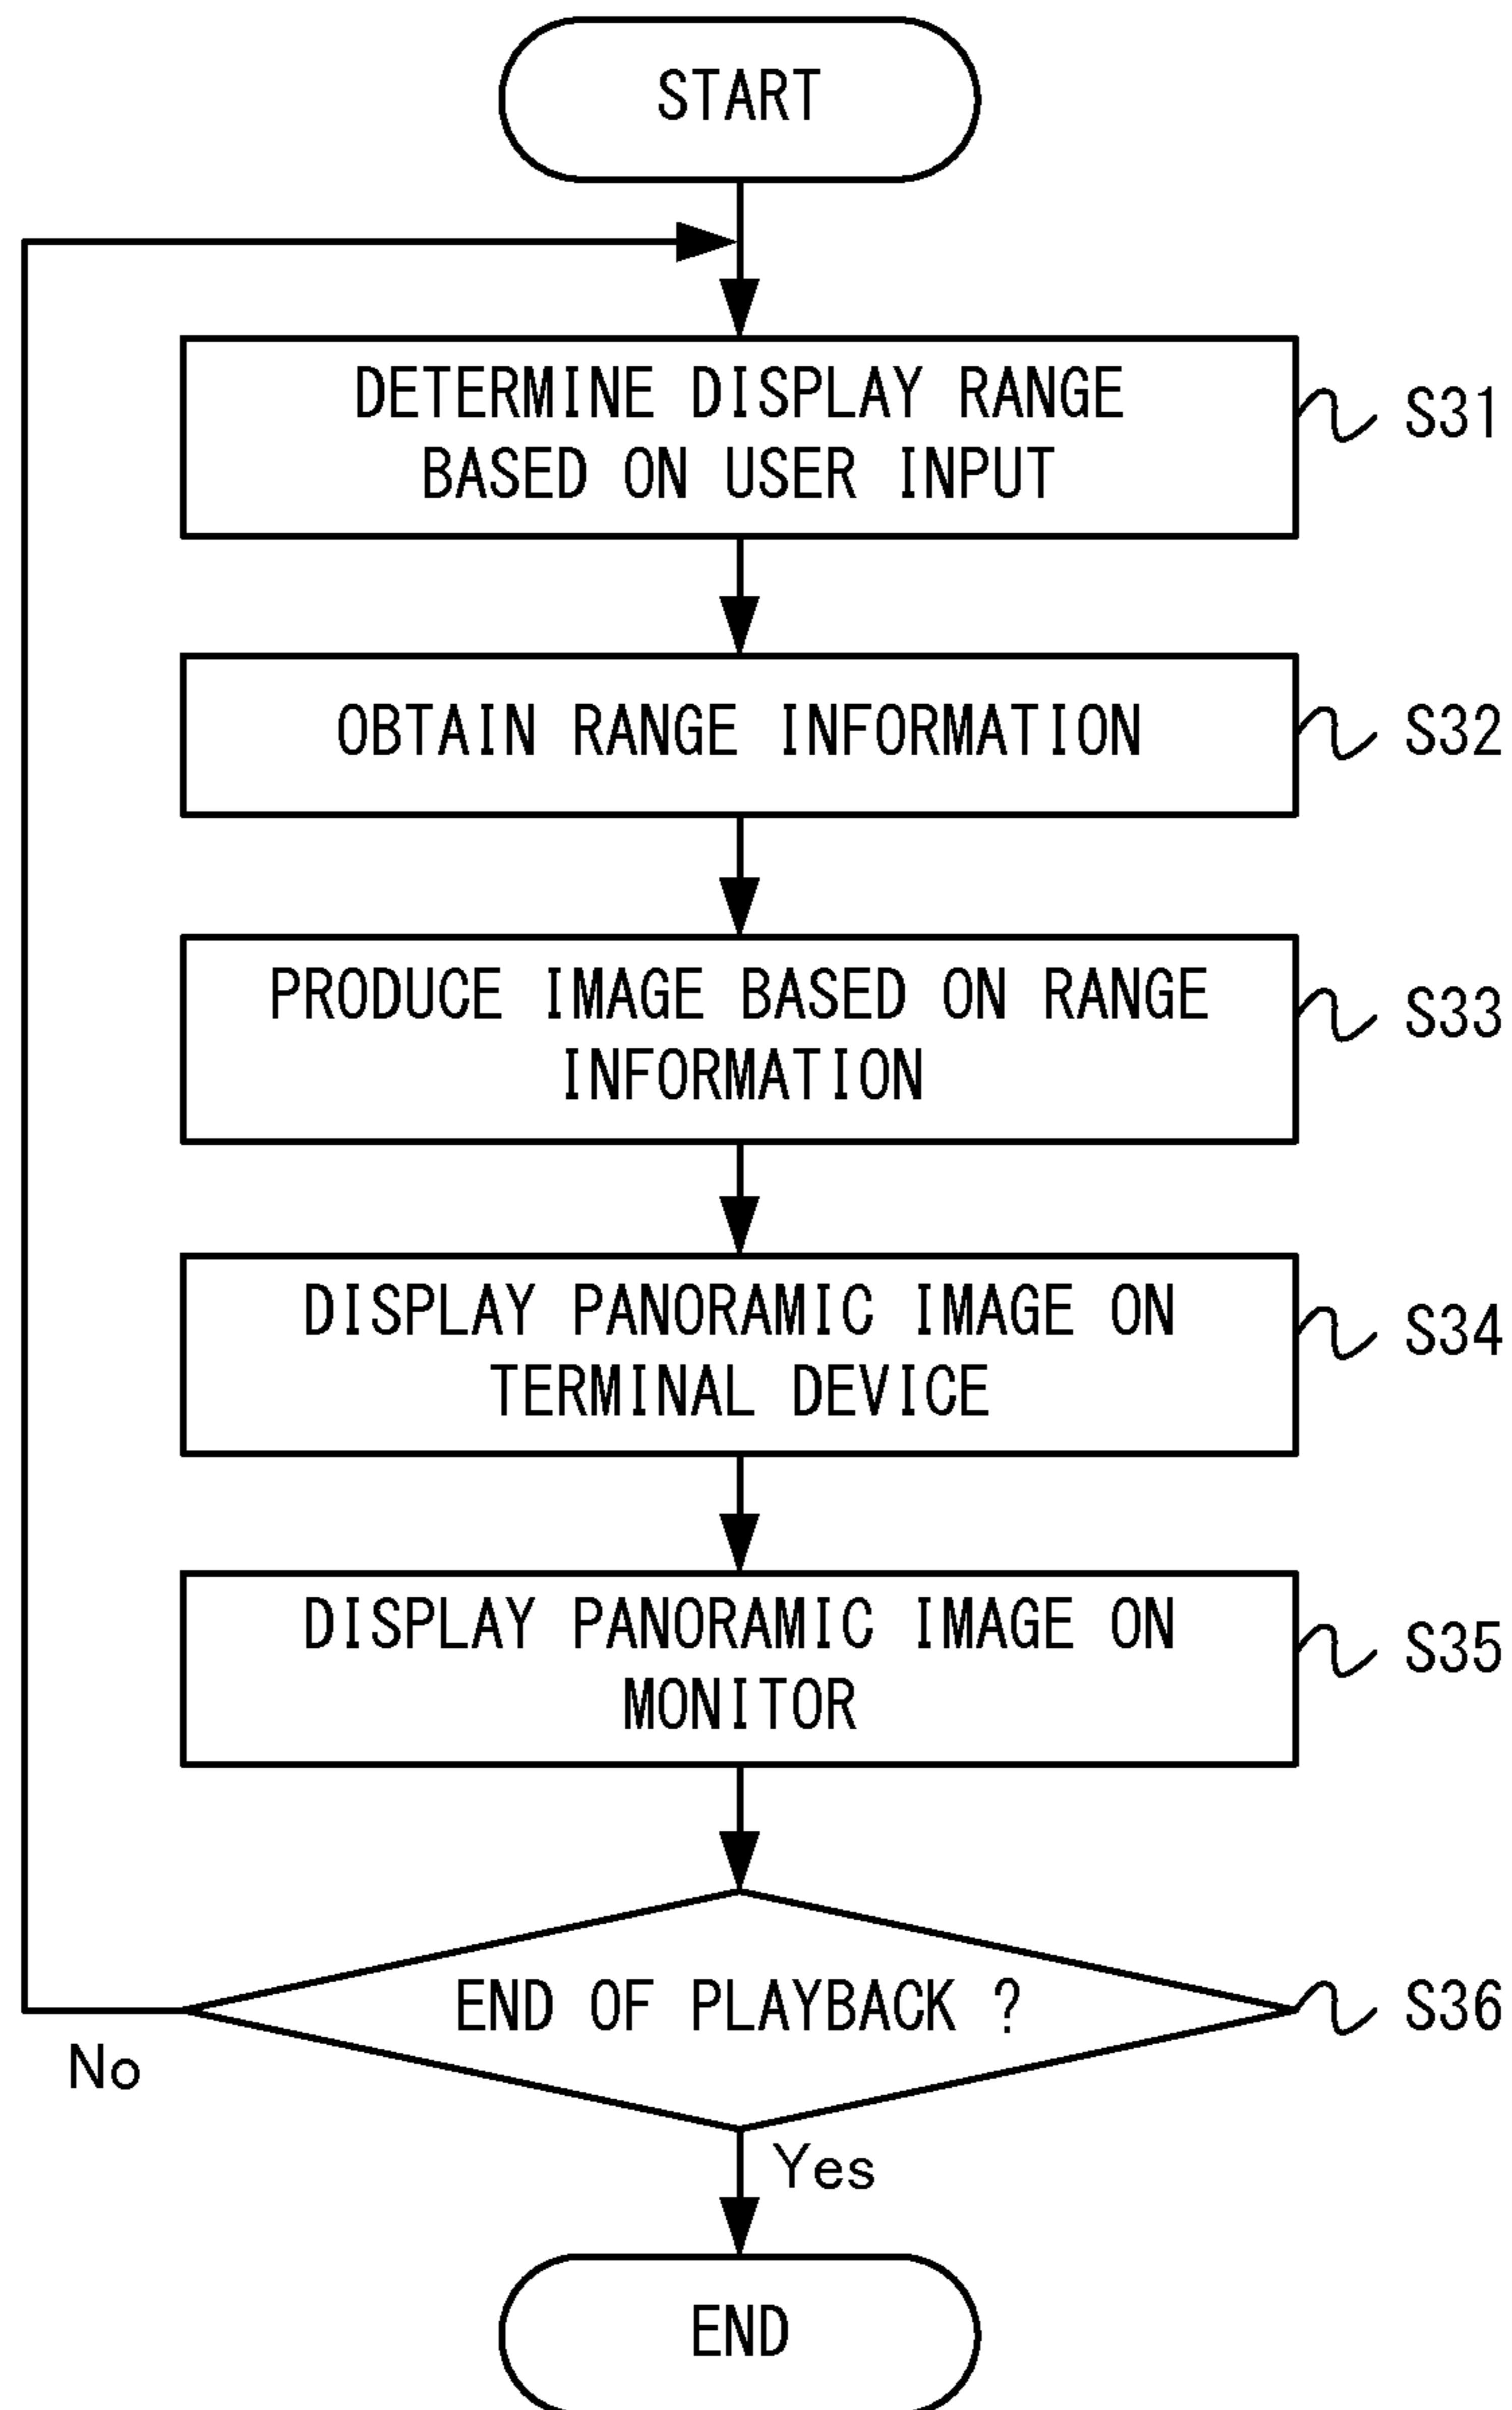 START
DETERMINE DISPLAY RANGE
BASED ON USER INPUT
S31
OBTAIN RANGE INFORMATION
S32
PRODUCE IMAGE BASED ON RANGE
INFORMATION
S33
DISPLAY PANORAMIC IMAGE ON
TERMINAL DEVICE
S34
DISPLAY PANORAMIC IMAGE ON
MONITOR
S35
END OF PLAYBACK ?
S36
No
Yes
END